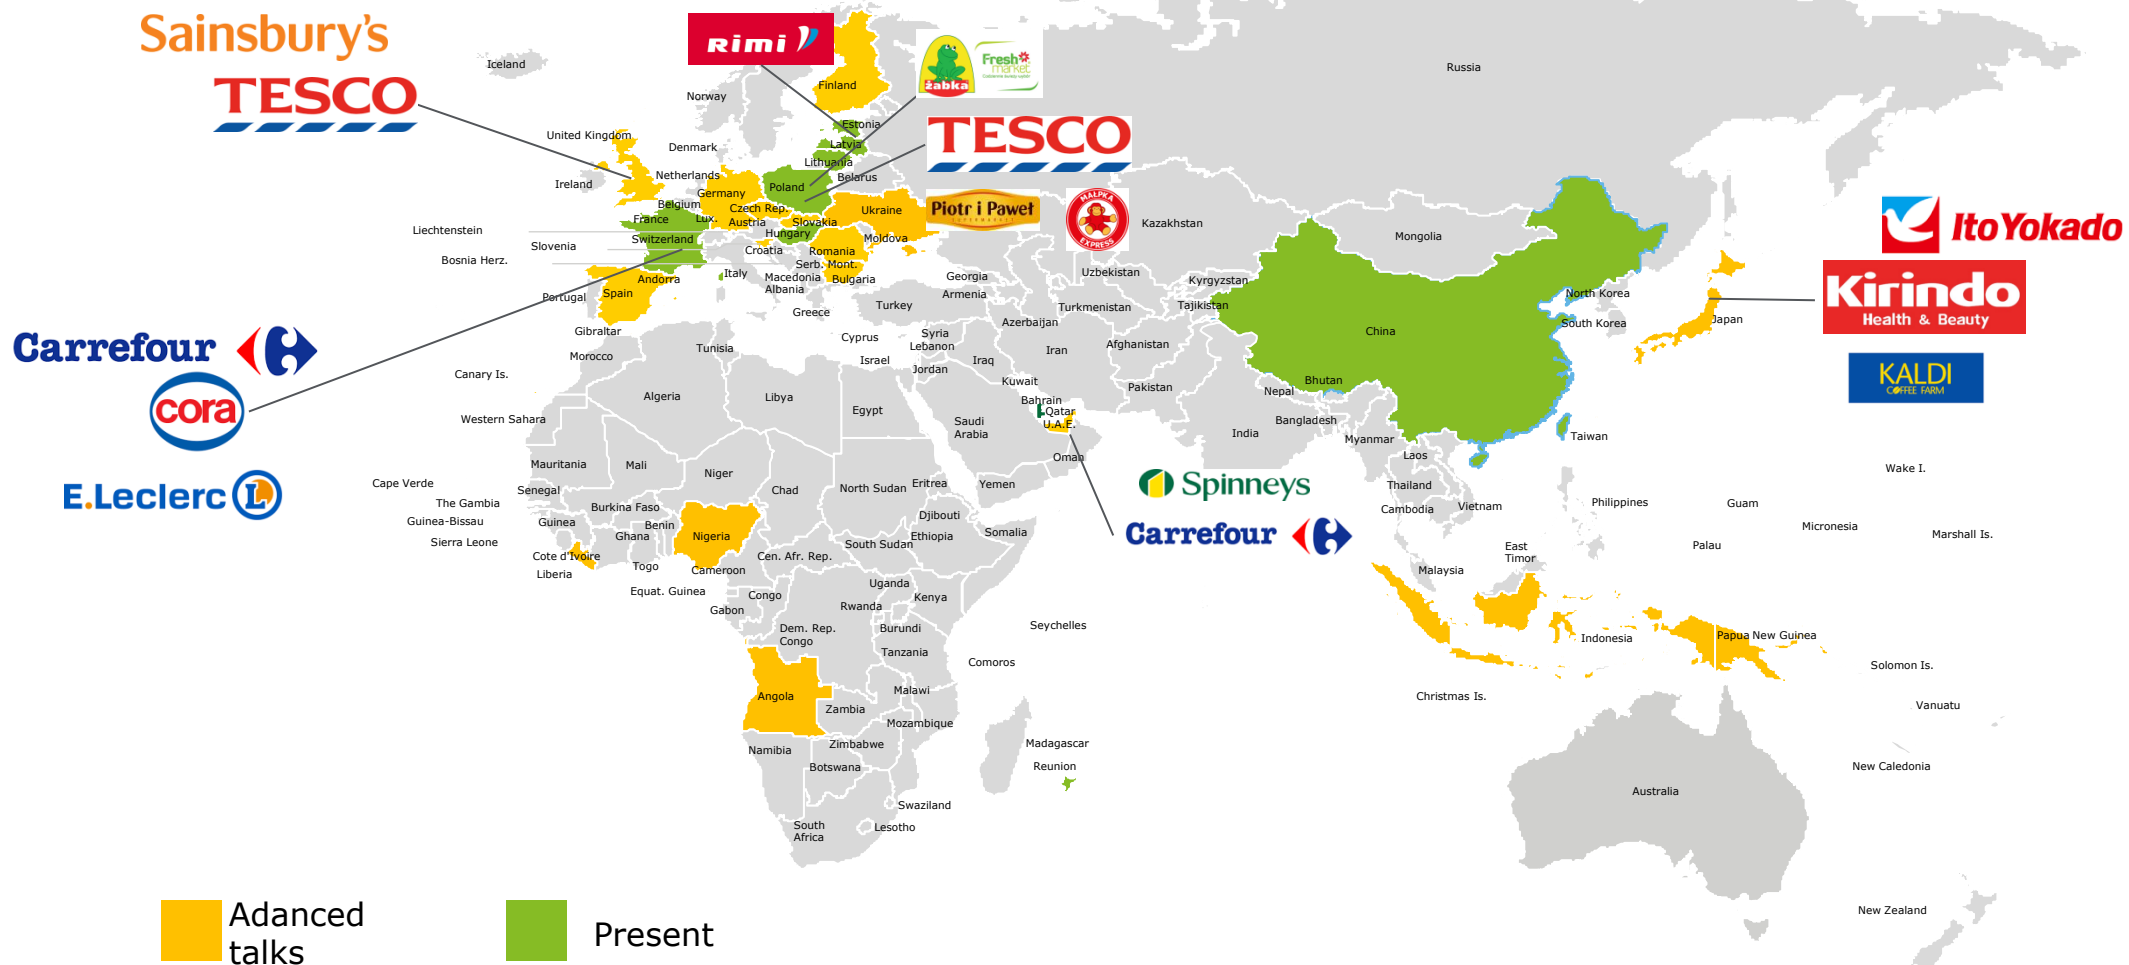 Sainsbury's
TESCO
Rimi
żabka
Fresh
market
TESCO
Piotr i Paweł
SUPERMARKET
MAŁPKA
EXPRESS
Iceland
Norway
Finland
Russia
Estonia
Latvia
Lithuania
United Kingdom
Denmark
Ireland
Netherlands
Belarus
Germany
Poland
Belgium
Czech Rep.
Ukraine
France
Lux.
Austria
Slovakia
Kazakhstan
Liechtenstein
Switzerland
Hungary
Moldova
Mongolia
Slovenia
Croatia
Romania
Bosnia Herz.
Serb. Mont.
Italy
Macedonia
Bulgaria
Albania
Andorra
Portugal
Spain
Greece
Turkey
Georgia
Armenia
Uzbekistan
Kyrgyzstan
Turkmenistan
Tajikistan
Azerbaijan
North Korea
South Korea
Japan
China
ItoYokado
Kirindo
Health & Beauty
KALDI
COFFEE FARM
Carrefour
cora
E.Leclerc L
Gibraltar
Morocco
Tunisia
Cyprus
Syria
Lebanon
Israel
Jordan
Iraq
Iran
Afghanistan
Kuwait
Pakistan
Nepal
Bhutan
Canary Is.
Algeria
Libya
Egypt
Bahrain
Qatar
U.A.E.
Saudi
Arabia
Oman
India
Bangladesh
Myanmar
Taiwan
Laos
Western Sahara
Mauritania
Mali
Niger
Chad
North Sudan
Eritrea
Yemen
Spinneys
Carrefour
Thailand
Cambodia
Vietnam
Philippines
Guam
Wake I.
Micronesia
Marshall Is.
Palau
Cape Verde
Senegal
The Gambia
Guinea-Bissau
Guinea
Sierra Leone
Burkina Faso
Benin
Ghana
Nigeria
Cote d'Ivoire
Liberia
Togo
Cameroon
Cen. Afr. Rep.
South Sudan
Djibouti
Ethiopia
Somalia
East
Timor
Malaysia
Equat. Guinea
Gabon
Congo
Uganda
Kenya
Rwanda
Dem. Rep.
Congo
Burundi
Tanzania
Seychelles
Comoros
Indonesia
Papua New Guinea
Solomon Is.
Christmas Is.
Vanuatu
Angola
Zambia
Malawi
Mozambique
Namibia
Zimbabwe
Botswana
Madagascar
Reunion
New Caledonia
Australia
Swaziland
South
Africa
Lesotho
New Zealand
Adanced
talks
Present